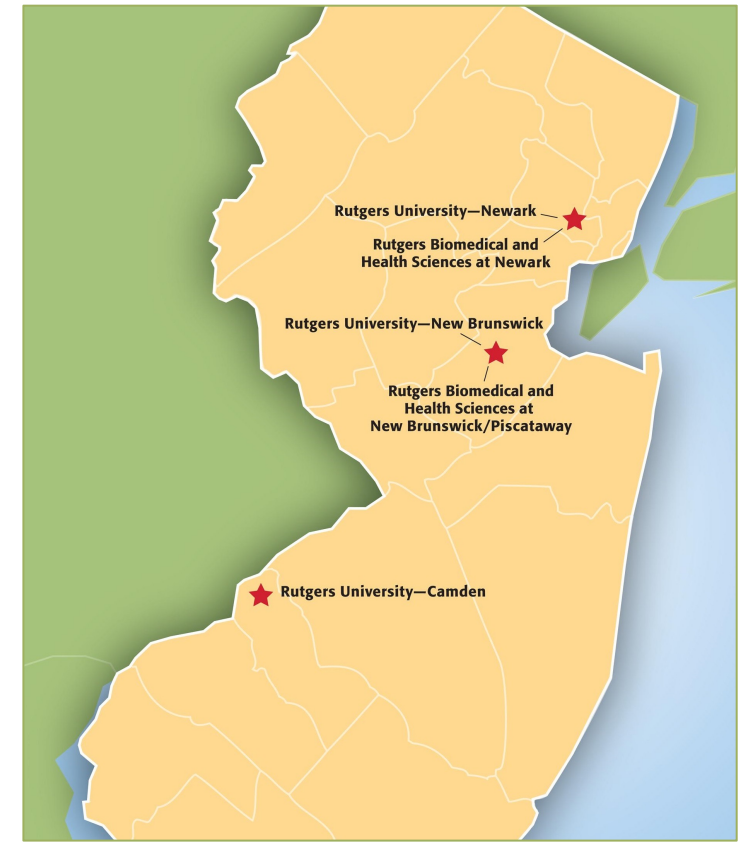 Rutgers University—Newark
Rutgers Biomedical and
Health Sciences at Newark
Rutgers University—New Brunswick
Rutgers Biomedical and
Health Sciences at
New Brunswick/Piscataway
Rutgers University—Camden